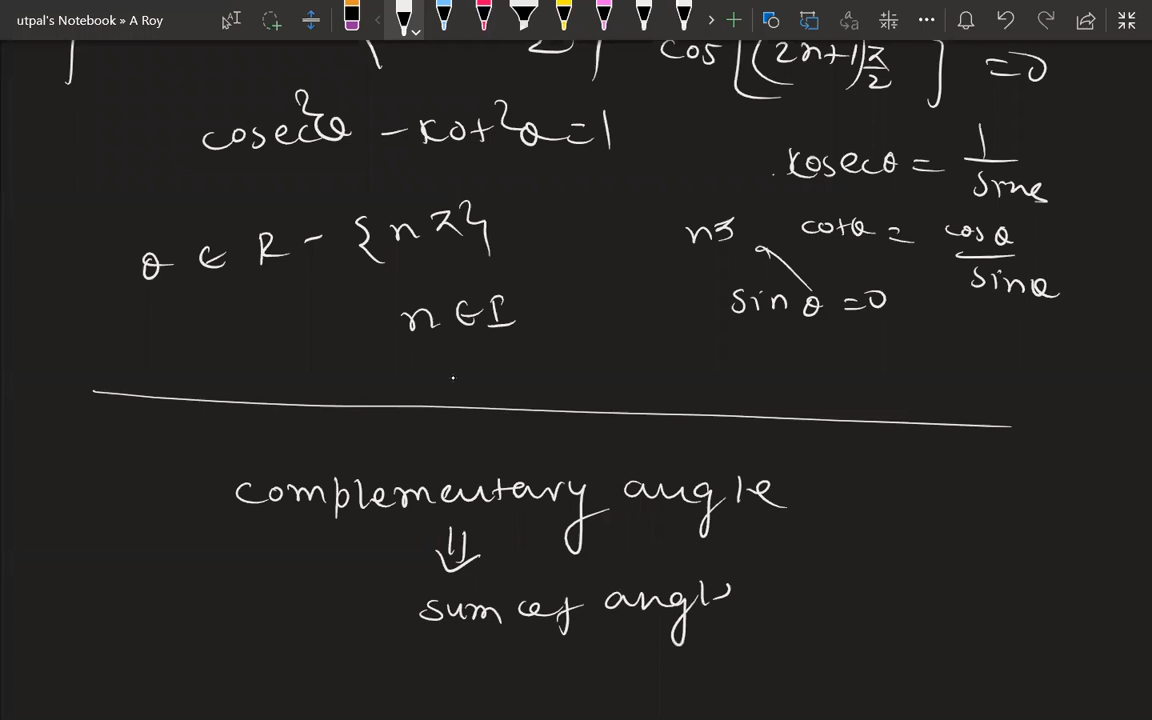 utpal's Notebook » A Roy
cos[(2n+1)π/2] = 0
cosec²θ - cot²θ = 1
cosecθ = 1/sinθ
θ ∈ R - {nπ}
nπ
cotθ = cosθ/sinθ
n ∈ I
sinθ = 0
complementary angle
⇓
sum of angle